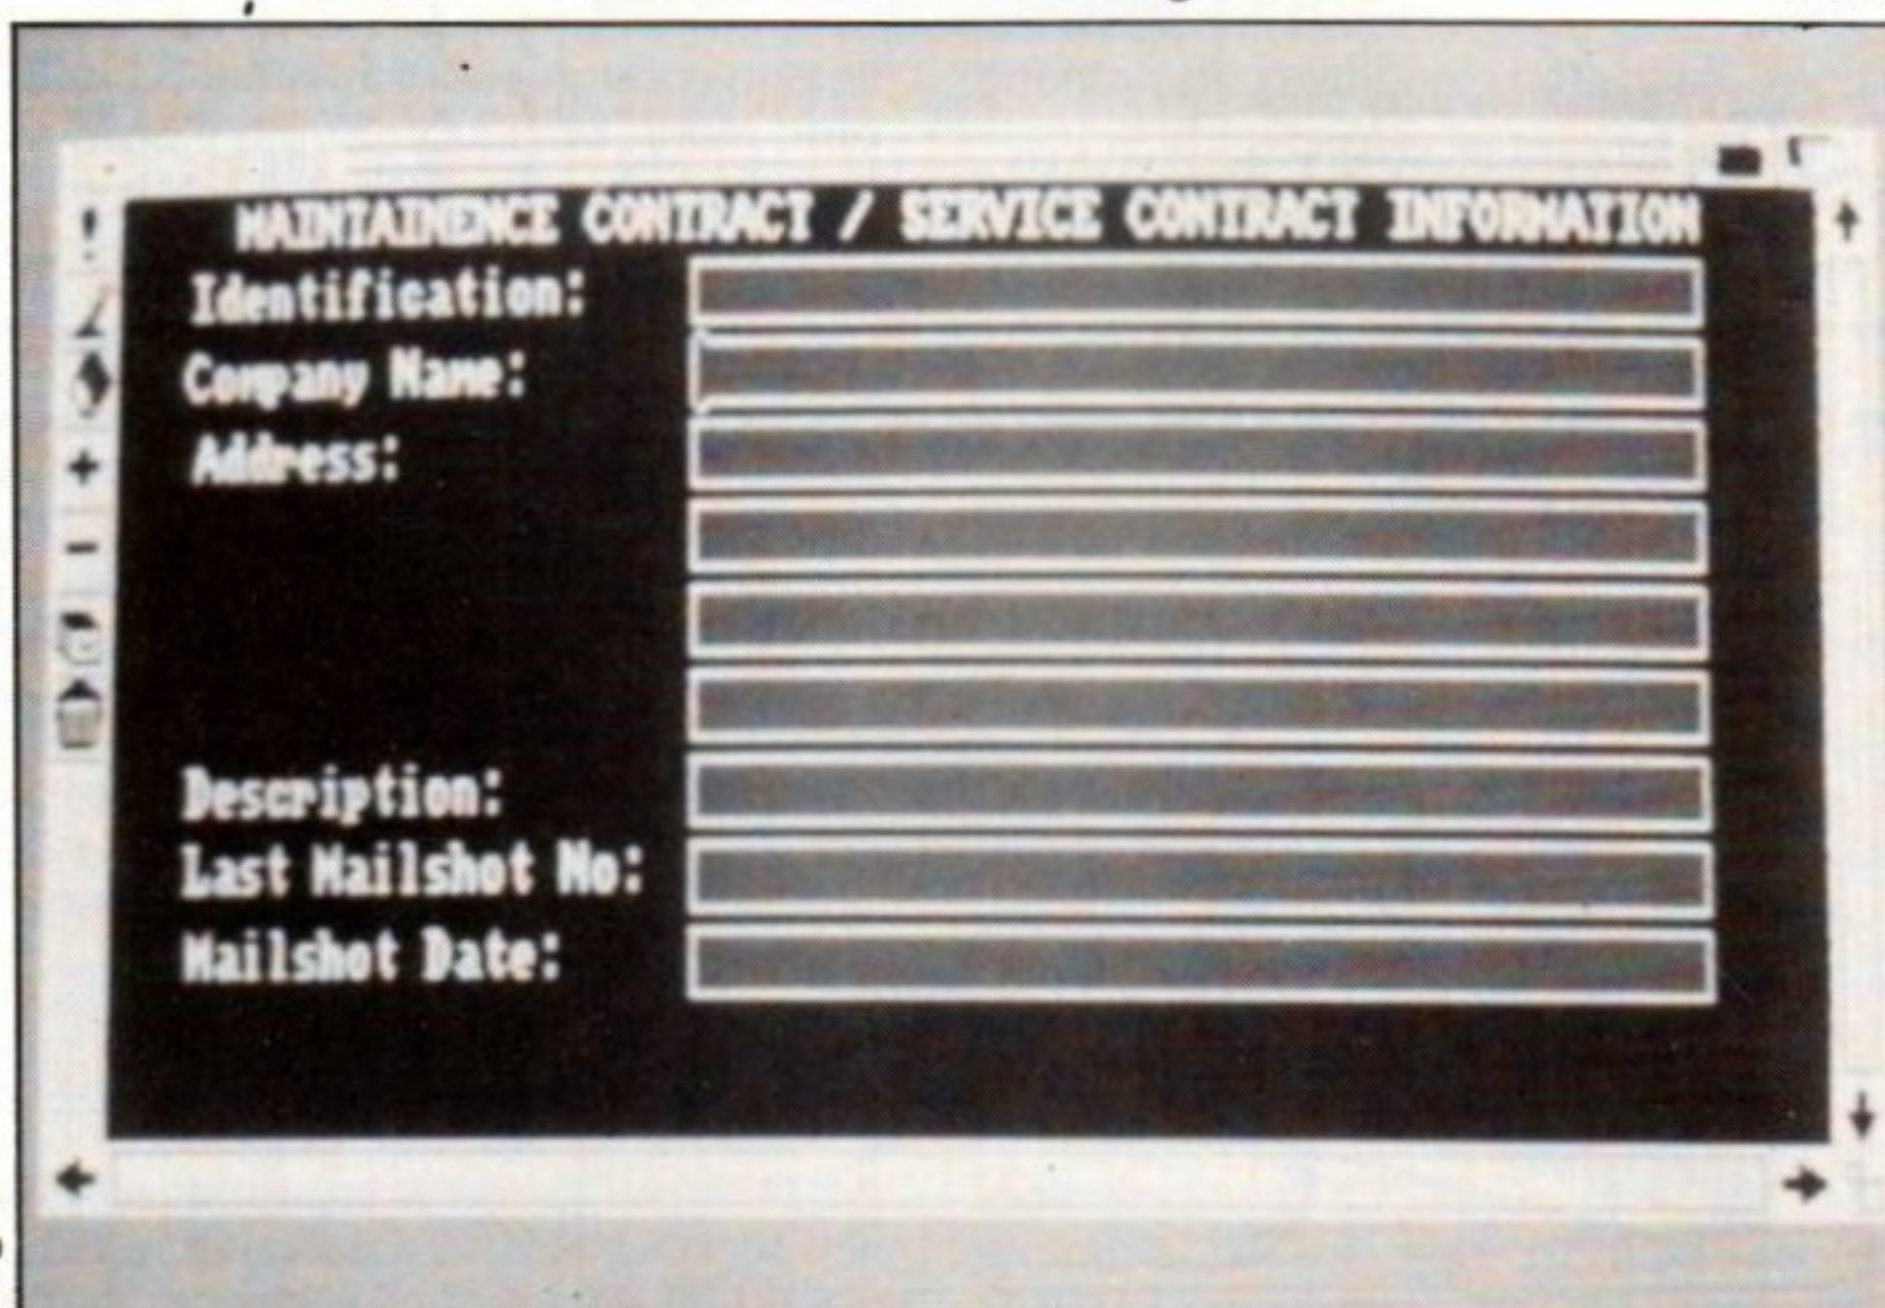 MAINTAINENCE CONTRACT / SERVICE CONTRACT INFORMATION
Identification:
Company Name:
Address:
Description:
Last Mailshot No:
Mailshot Date: